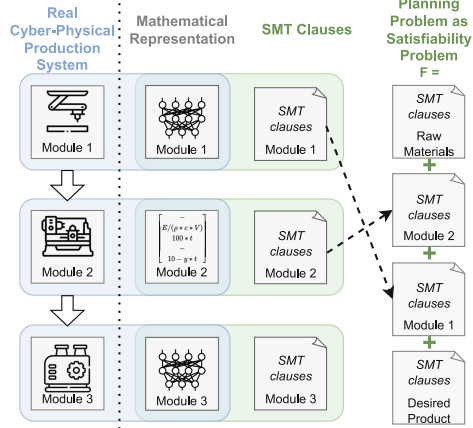 Real
Cyber-Physical
Production
System
Mathematical
Representation
SMT Clauses
Planning
Problem as
Satisfiability
Problem
F =
Module 1
Module 1
SMT
clauses
Module 1
SMT
clauses
Raw
Materials
+
Module 2
–
E/(ρ * c * V)
100 * t
–
10 − y * t
Module 2
SMT
clauses
Module 2
SMT
clauses
Module 2
+
SMT
clauses
Module 1
+
Module 3
Module 3
SMT
clauses
Module 3
SMT
clauses
Desired
Product